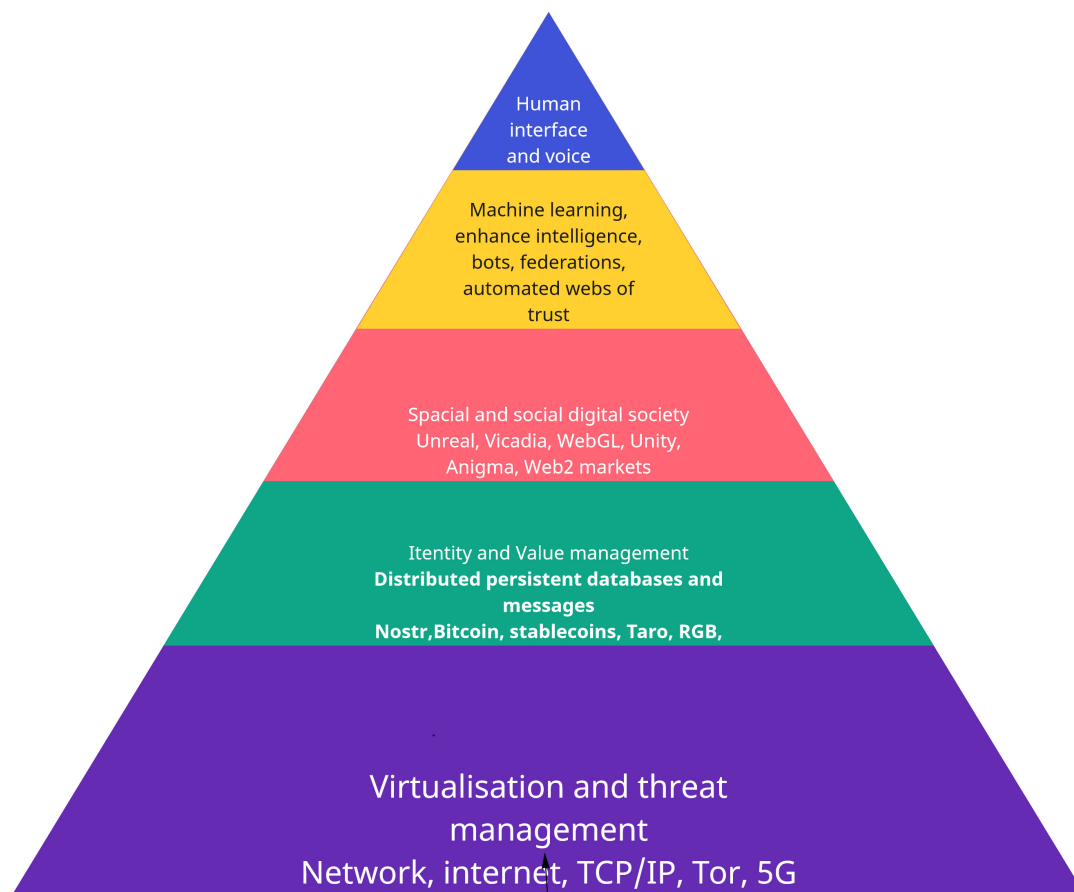 Human
interface
and voice
Machine learning,
enhance intelligence,
bots, federations,
automated webs of
trust
Spacial and social digital society
Unreal, Vicadia, WebGL, Unity,
Anigma, Web2 markets
Itentity and Value management
Distributed persistent databases and
messages
Nostr,Bitcoin, stablecoins, Taro, RGB,
Virtualisation and threat
management
Network, internet, TCP/IP, Tor, 5G